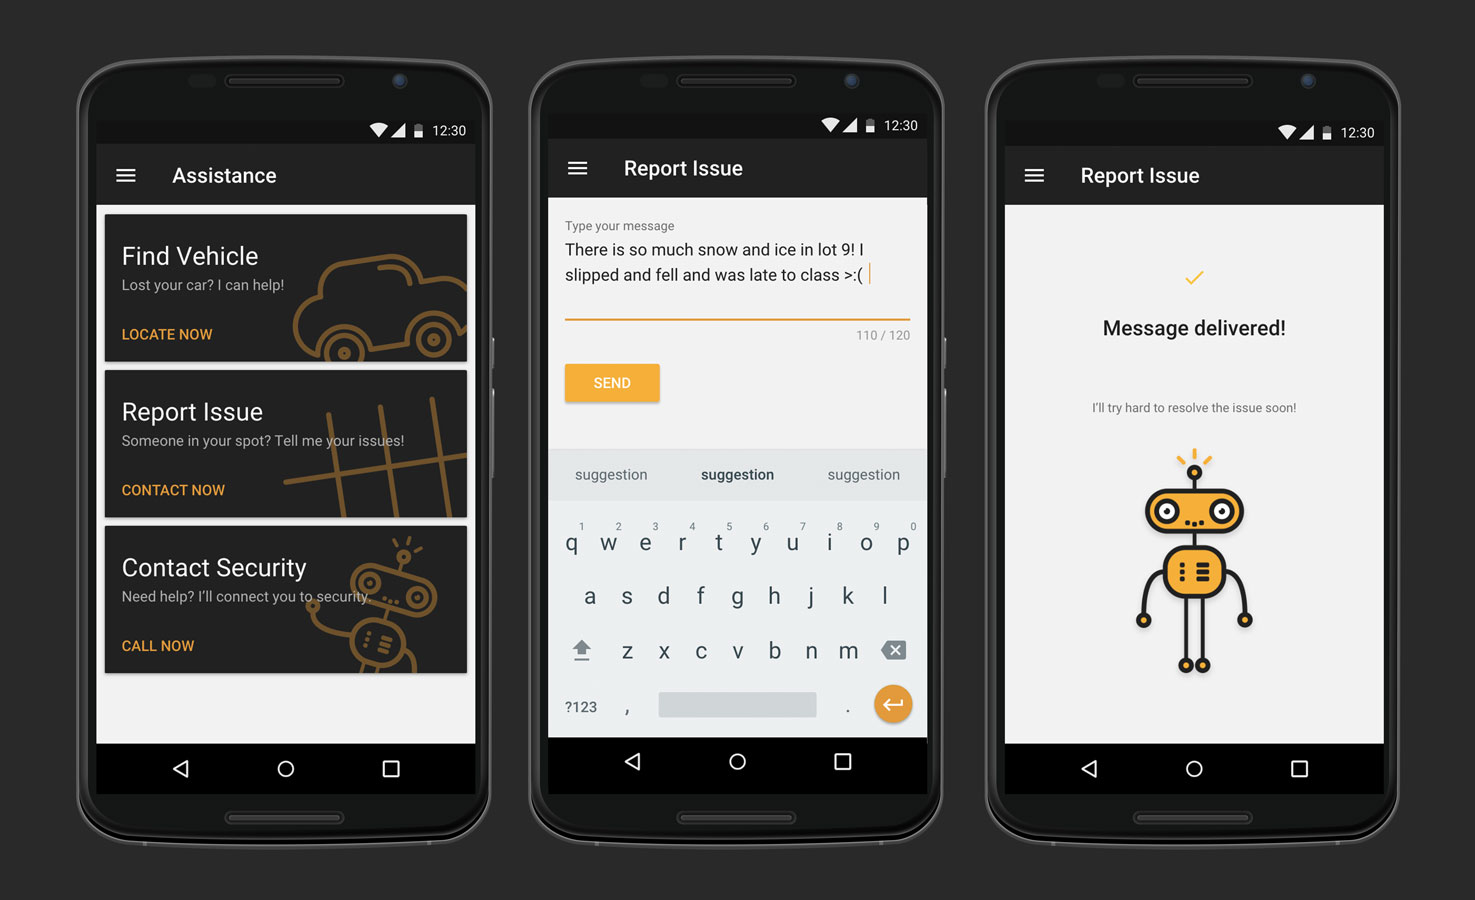 12:30
Assistance
Find Vehicle
Lost your car? I can help!
LOCATE NOW
Report Issue
Someone in your spot? Tell me your issues!
CONTACT NOW
Contact Security
Need help? I'll connect you to security.
CALL NOW
12:30
Report Issue
Type your message
There is so much snow and ice in lot 9! I
slipped and fell and was late to class >:(
110 / 120
SEND
suggestion suggestion suggestion
1 2 3 4 5 6 7 8 9 0
q w e r t y u i o p
a s d f g h j k l
z x c v b n m
?123 , .
12:30
Report Issue
Message delivered!
I'll try hard to resolve the issue soon!